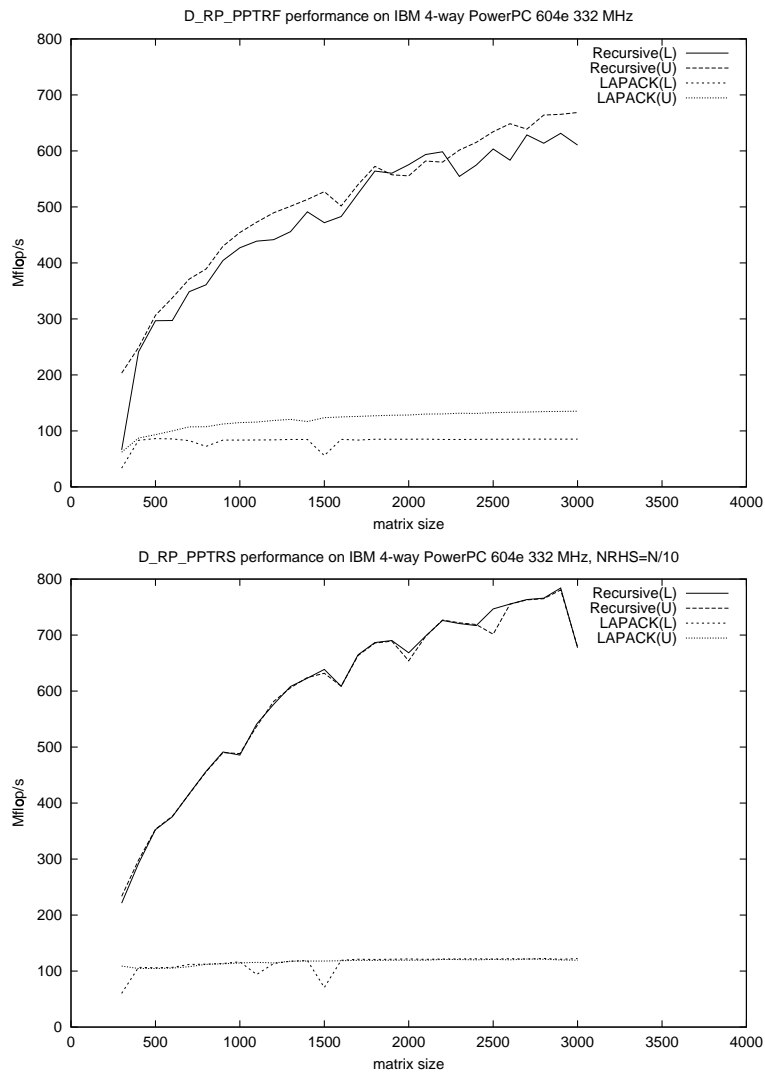 D_RP_PPTRF performance on IBM 4-way PowerPC 604e 332 MHz
800
700
600
500
400
300
200
100
0
Mflop/s
Recursive(L)
Recursive(U)
LAPACK(L)
LAPACK(U)
0 500 1000 1500 2000 2500 3000 3500 4000
matrix size
D_RP_PPTRS performance on IBM 4-way PowerPC 604e 332 MHz, NRHS=N/10
800
700
600
500
400
300
200
100
0
Mflop/s
Recursive(L)
Recursive(U)
LAPACK(L)
LAPACK(U)
0 500 1000 1500 2000 2500 3000 3500 4000
matrix size